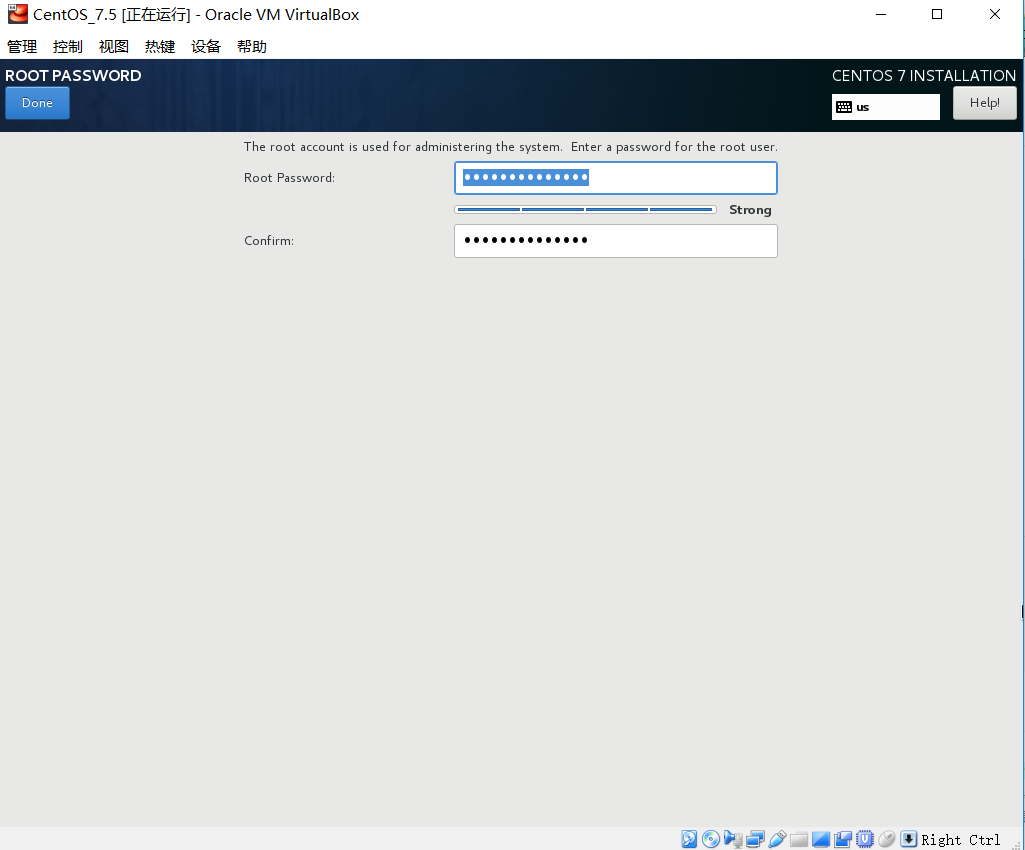 CentOS_7.5 [正在运行] - Oracle VM VirtualBox
管理 控制 视图 热键 设备 帮助
ROOT PASSWORD
CENTOS 7 INSTALLATION
Done
us
Help!
The root account is used for administering the system.  Enter a password for the root user.
Root Password: ••••••••••••••
Strong
Confirm: ••••••••••••••
Right Ctrl